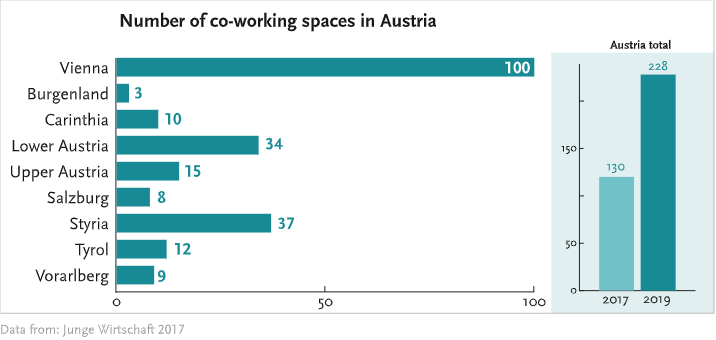 Number of co-working spaces in Austria
Vienna 100
Burgenland 3
Carinthia 10
Lower Austria 34
Upper Austria 15
Salzburg 8
Styria 37
Tyrol 12
Vorarlberg 9
0 50 100
Austria total
228
150
130
50
0
2017 2019
Data from: Junge Wirtschaft 2017